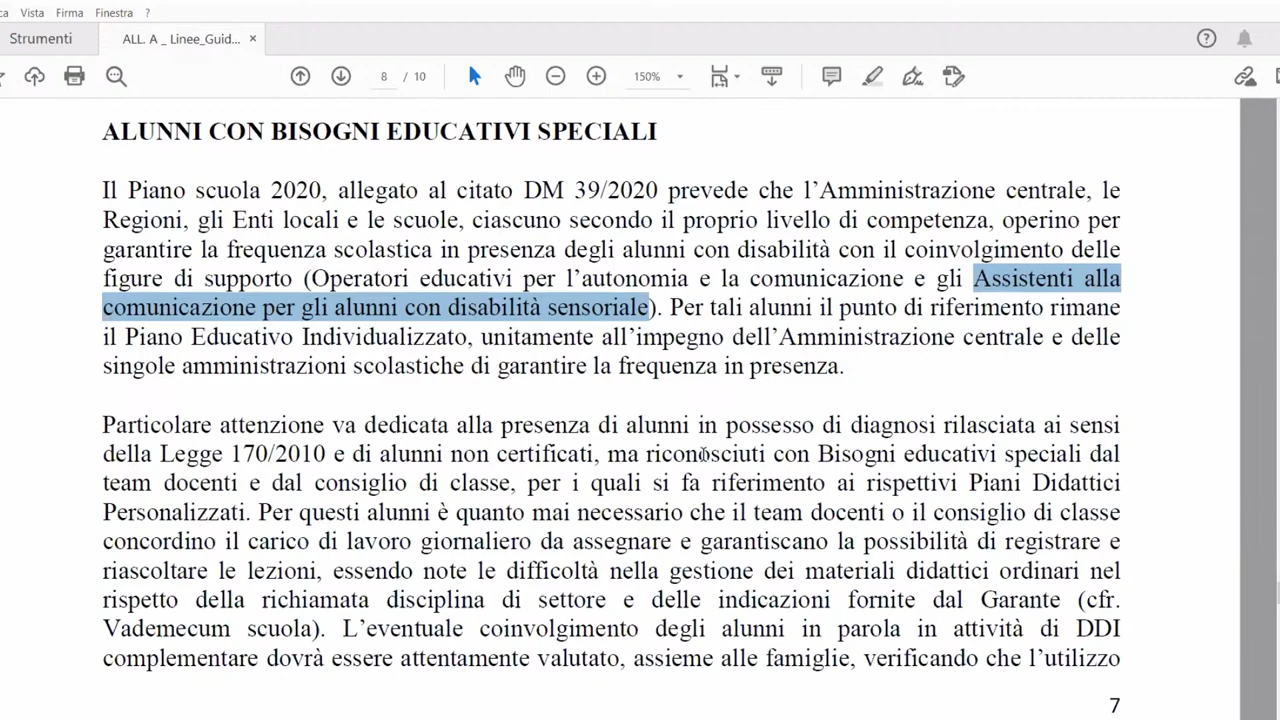 Vista Firma Finestra ?
Strumenti ALL. A _ Linee_Guid... ×
8 / 10 150%
ALUNNI CON BISOGNI EDUCATIVI SPECIALI
Il Piano scuola 2020, allegato al citato DM 39/2020 prevede che l’Amministrazione centrale, le
Regioni, gli Enti locali e le scuole, ciascuno secondo il proprio livello di competenza, operino per
garantire la frequenza scolastica in presenza degli alunni con disabilità con il coinvolgimento delle
figure di supporto (Operatori educativi per l’autonomia e la comunicazione e gli Assistenti alla
comunicazione per gli alunni con disabilità sensoriale). Per tali alunni il punto di riferimento rimane
il Piano Educativo Individualizzato, unitamente all’impegno dell’Amministrazione centrale e delle
singole amministrazioni scolastiche di garantire la frequenza in presenza.
Particolare attenzione va dedicata alla presenza di alunni in possesso di diagnosi rilasciata ai sensi
della Legge 170/2010 e di alunni non certificati, ma riconosciuti con Bisogni educativi speciali dal
team docenti e dal consiglio di classe, per i quali si fa riferimento ai rispettivi Piani Didattici
Personalizzati. Per questi alunni è quanto mai necessario che il team docenti o il consiglio di classe
concordino il carico di lavoro giornaliero da assegnare e garantiscano la possibilità di registrare e
riascoltare le lezioni, essendo note le difficoltà nella gestione dei materiali didattici ordinari nel
rispetto della richiamata disciplina di settore e delle indicazioni fornite dal Garante (cfr.
Vademecum scuola). L’eventuale coinvolgimento degli alunni in parola in attività di DDI
complementare dovrà essere attentamente valutato, assieme alle famiglie, verificando che l’utilizzo
7